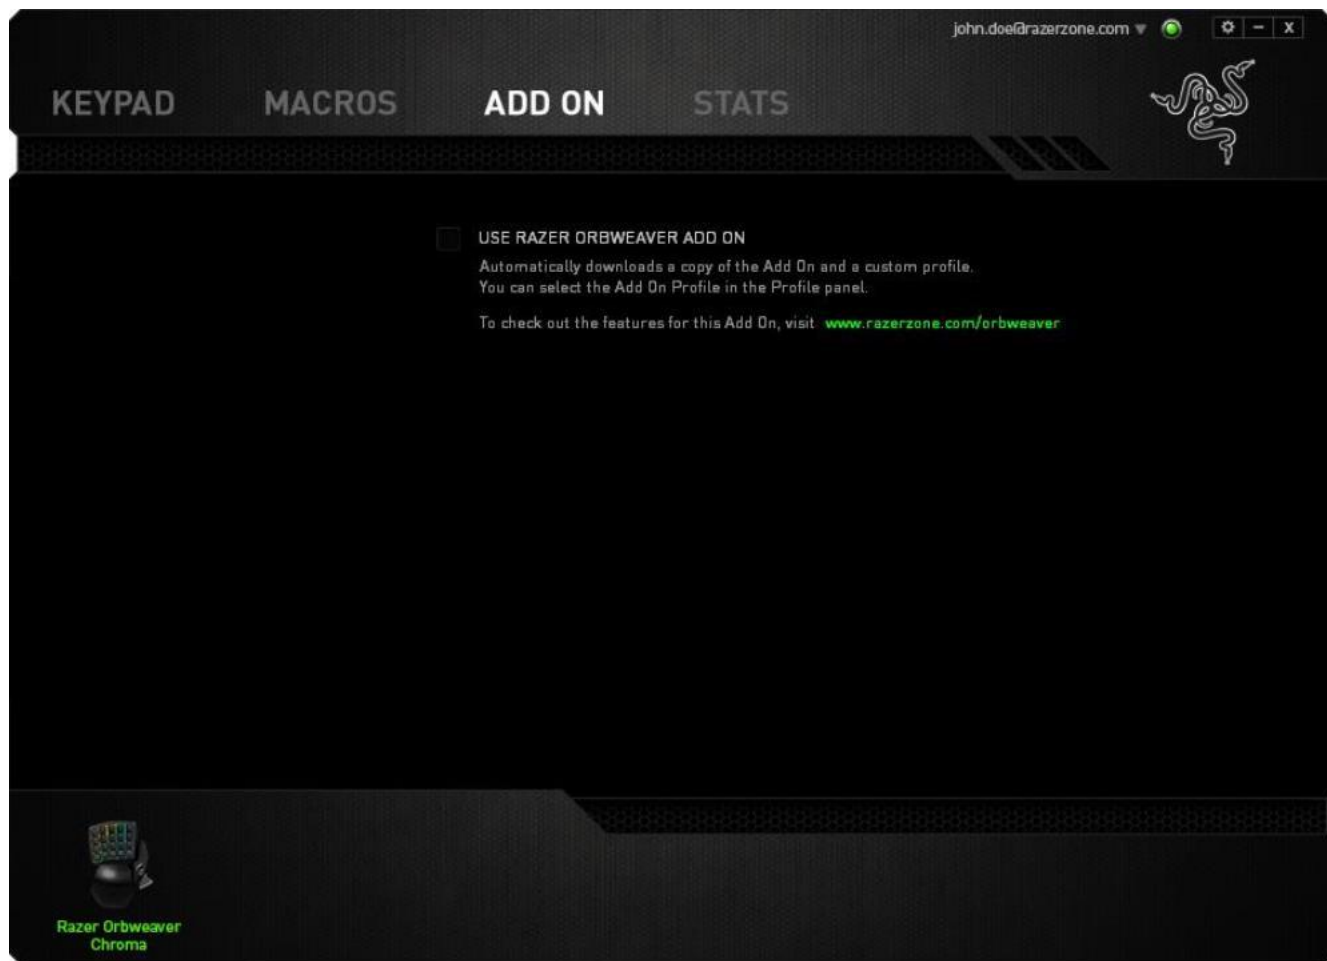 john.doe@razerzone.com
KEYPAD MACROS ADD ON STATS
USE RAZER ORBWEAVER ADD ON
Automatically downloads a copy of the Add On and a custom profile.
You can select the Add On Profile in the Profile panel.
To check out the features for this Add On, visit www.razerzone.com/orbweaver
Razer Orbweaver
Chroma